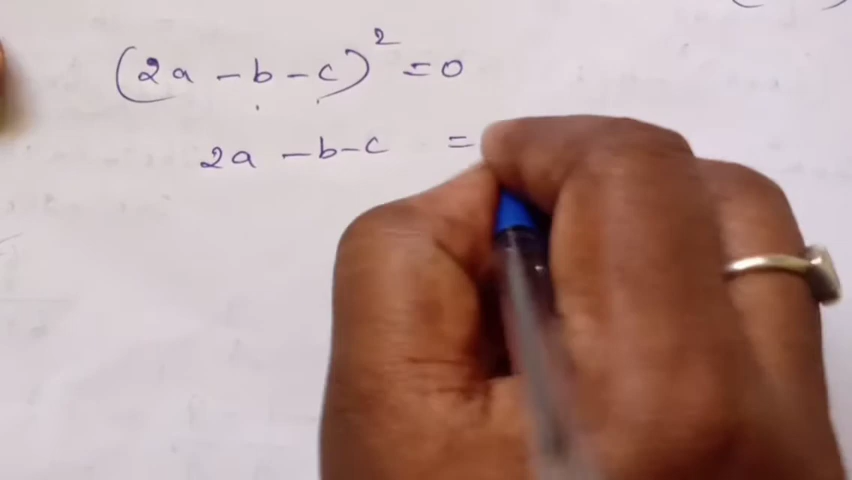 (2a - b - c)² = 0
2a - b - c =